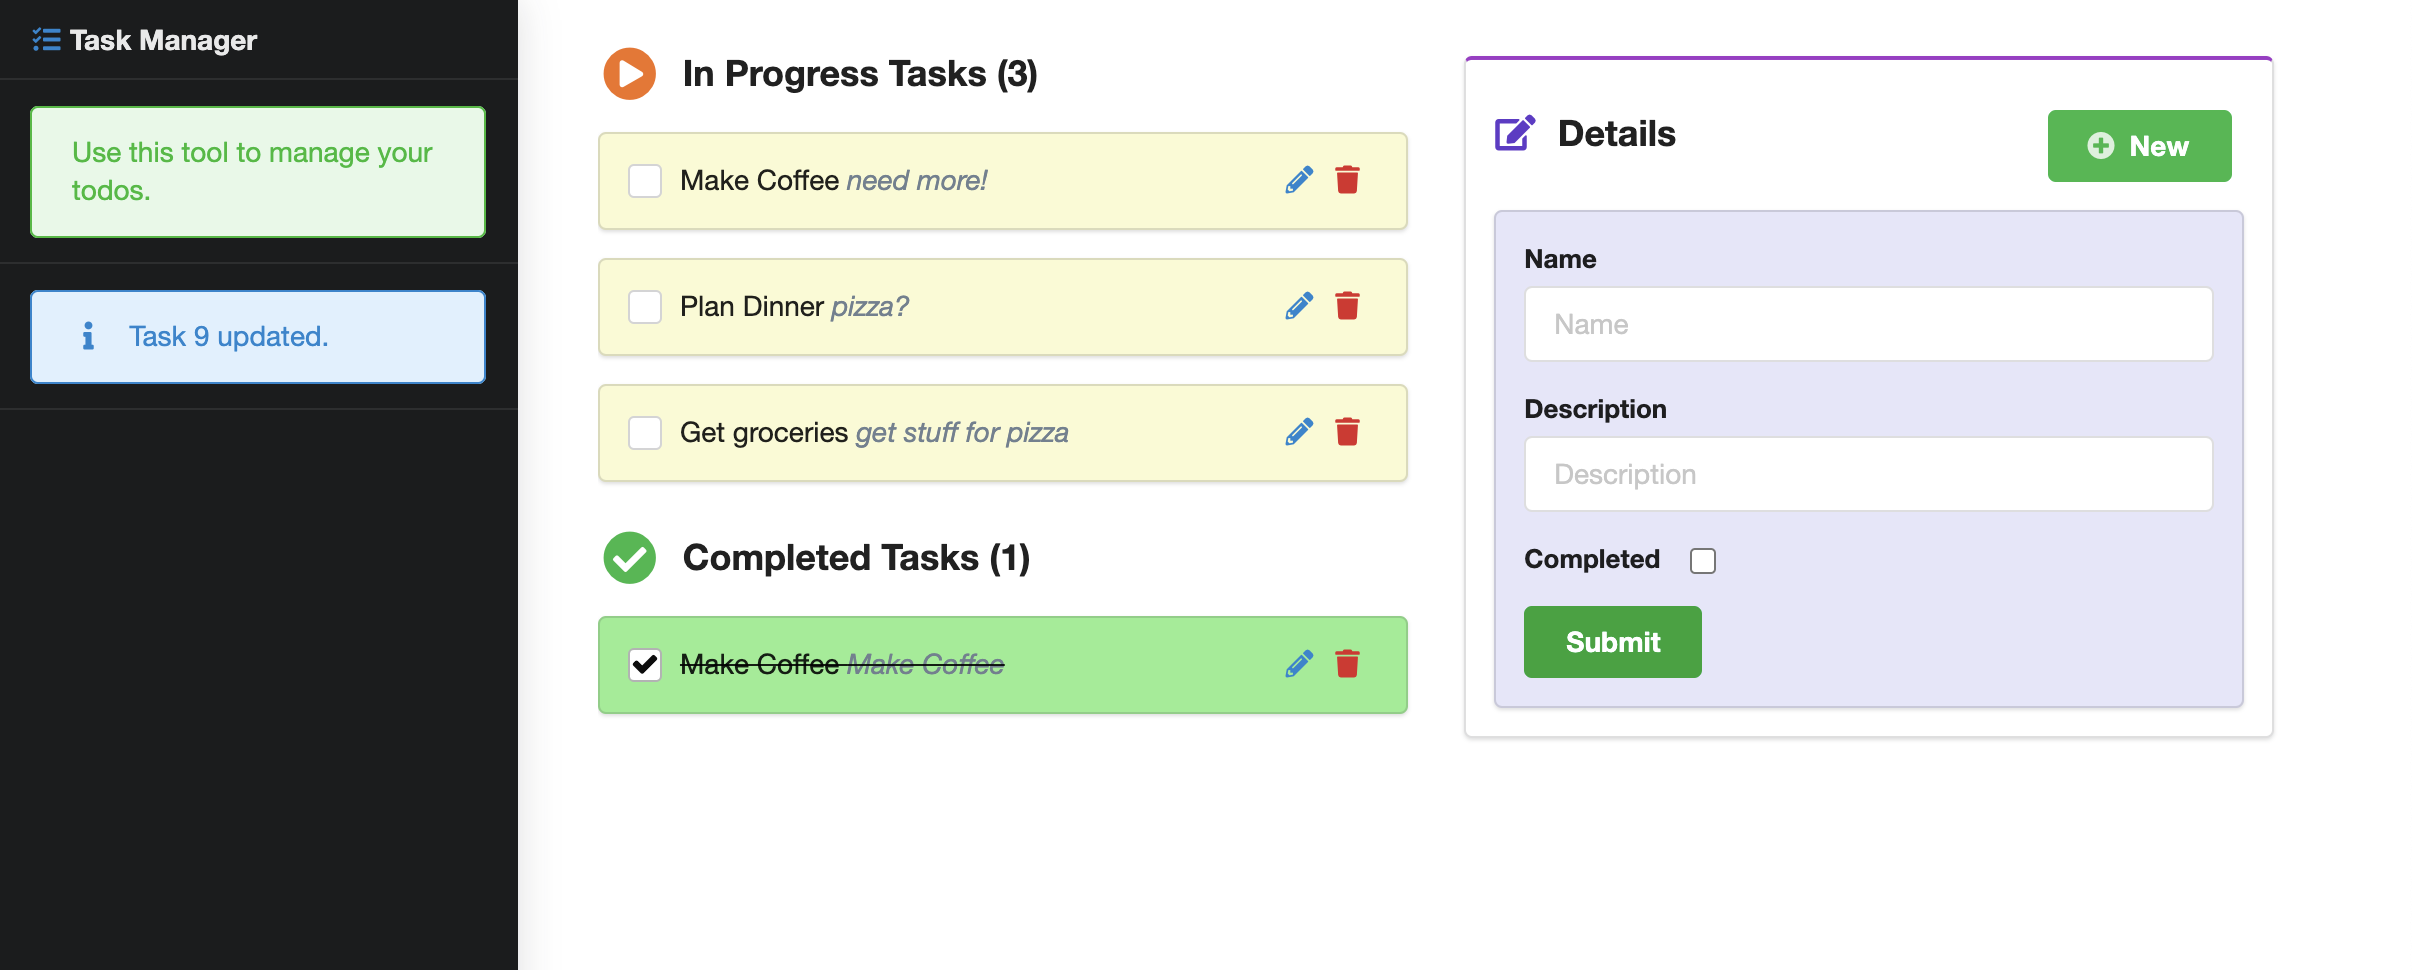 Task Manager
Use this tool to manage your
todos.
Task 9 updated.
In Progress Tasks (3)
Make Coffee need more!
Plan Dinner pizza?
Get groceries get stuff for pizza
Completed Tasks (1)
Make Coffee Make Coffee
Details
New
Name
Name
Description
Description
Completed
Submit